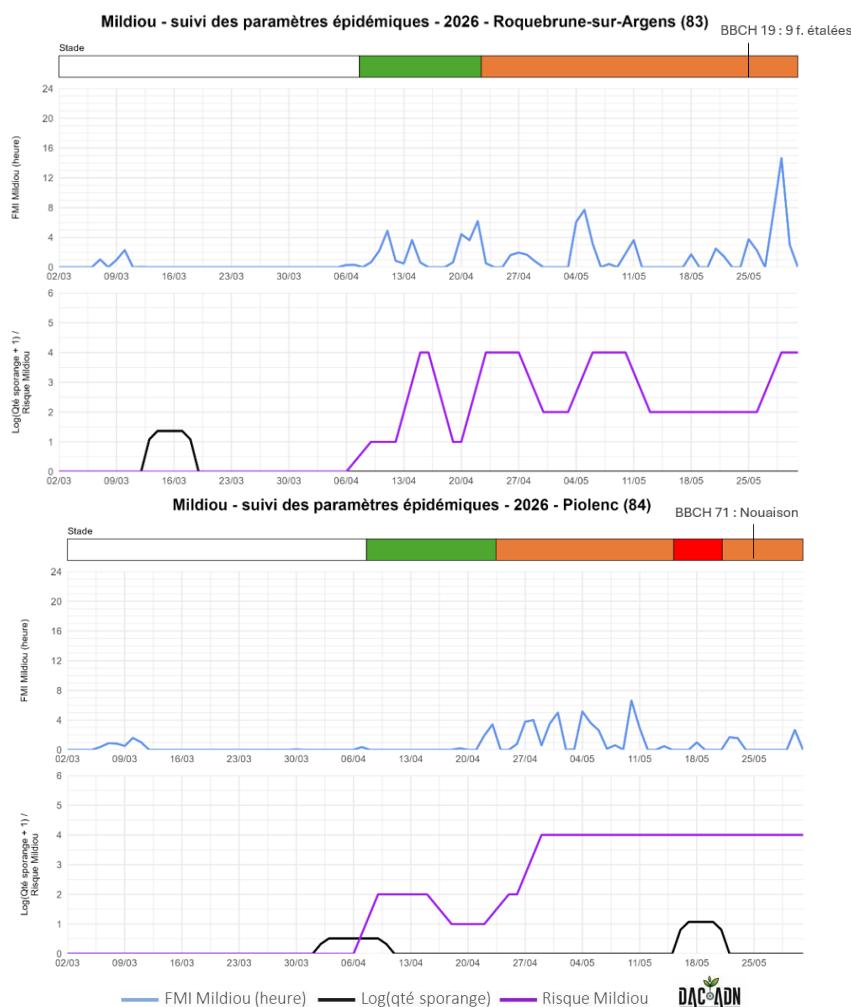 Mildiou - suivi des paramètres épidémiques - 2026 - Roquebrune-sur-Argens (83)
BBCH 19 : 9 f. étalées
Stade
FMI Mildiou (heure)
24
20
16
12
8
4
0
02/03 09/03 16/03 23/03 30/03 06/04 13/04 20/04 27/04 04/05 11/05 18/05 25/05
Log(Qté sporange + 1) /
Risque Mildiou
6
5
4
3
2
1
0
02/03 09/03 16/03 23/03 30/03 06/04 13/04 20/04 27/04 04/05 11/05 18/05 25/05
Mildiou - suivi des paramètres épidémiques - 2026 - Piolenc (84)
BBCH 71 : Nouaison
Stade
FMI Mildiou (heure)
24
20
16
12
8
4
0
02/03 09/03 16/03 23/03 30/03 06/04 13/04 20/04 27/04 04/05 11/05 18/05 25/05
Log(Qté sporange + 1) /
Risque Mildiou
6
5
4
3
2
1
0
02/03 09/03 16/03 23/03 30/03 06/04 13/04 20/04 27/04 04/05 11/05 18/05 25/05
FMI Mildiou (heure) Log(qté sporange) Risque Mildiou
DAC ADN